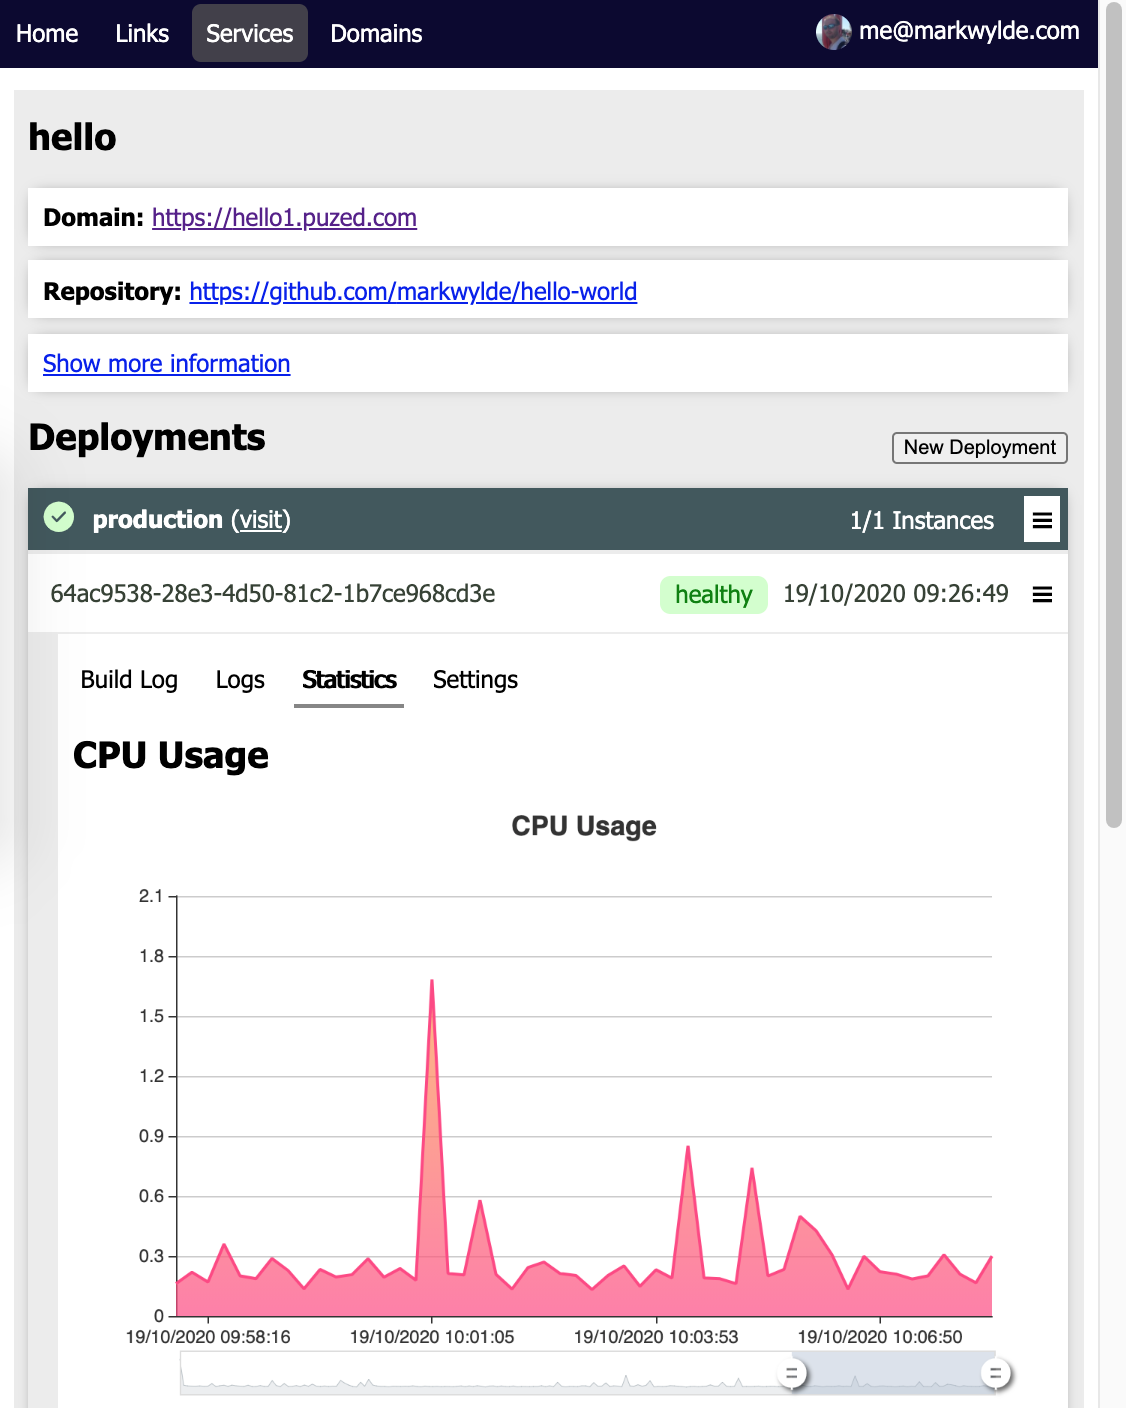 Home Links Services Domains me@markwylde.com
hello
Domain: https://hello1.puzed.com
Repository: https://github.com/markwylde/hello-world
Show more information
Deployments
New Deployment
production (visit) 1/1 Instances
64ac9538-28e3-4d50-81c2-1b7ce968cd3e healthy 19/10/2020 09:26:49
Build Log Logs Statistics Settings
CPU Usage
CPU Usage
2.1
1.8
1.5
1.2
0.9
0.6
0.3
0
19/10/2020 09:58:16 19/10/2020 10:01:05 19/10/2020 10:03:53 19/10/2020 10:06:50